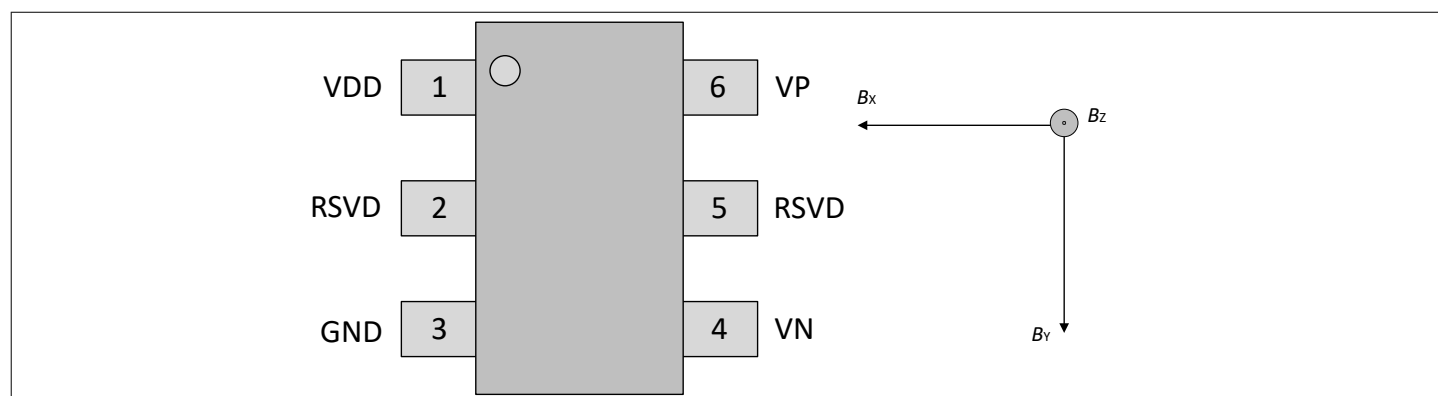 VDD 1 6 VP
BX BZ
RSVD 2 5 RSVD
GND 3 4 VN
BY